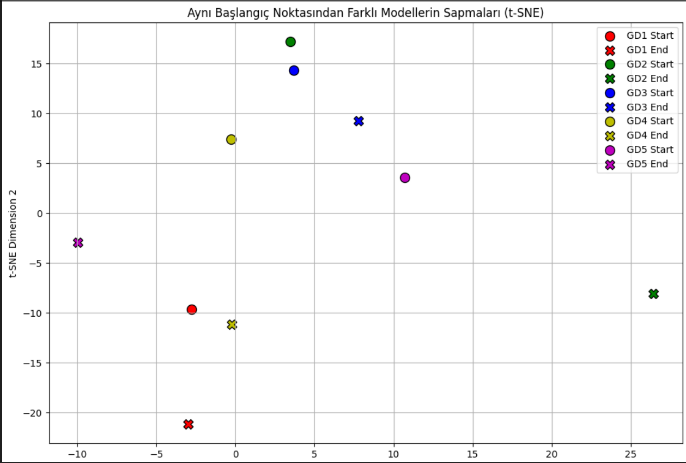 Aynı Başlangıç Noktasından Farklı Modellerin Sapmaları (t-SNE)
GD1 Start
GD1 End
GD2 Start
GD2 End
GD3 Start
GD3 End
GD4 Start
GD4 End
GD5 Start
GD5 End
t-SNE Dimension 2
15
10
5
0
−5
−10
−15
−20
−10
−5
0
5
10
15
20
25